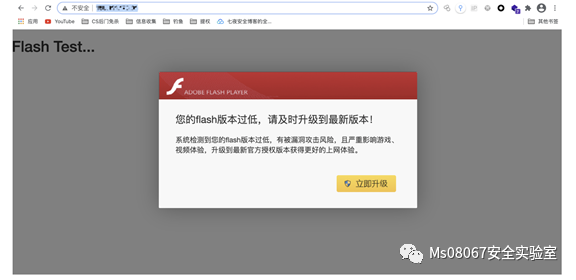 不安全
应用
YouTube
CS后门免杀
信息收集
钓鱼
提权
七夜安全博客的全...
其他书签
Flash Test...
ADOBE FLASH PLAYER
您的flash版本过低，请及时升级到最新版本！
系统检测到您的flash版本过低，有被漏洞攻击风险，且严重影响游戏、
视频体验，升级到最新官方授权版本获得更好的上网体验。
立即升级
Ms08067安全实验室